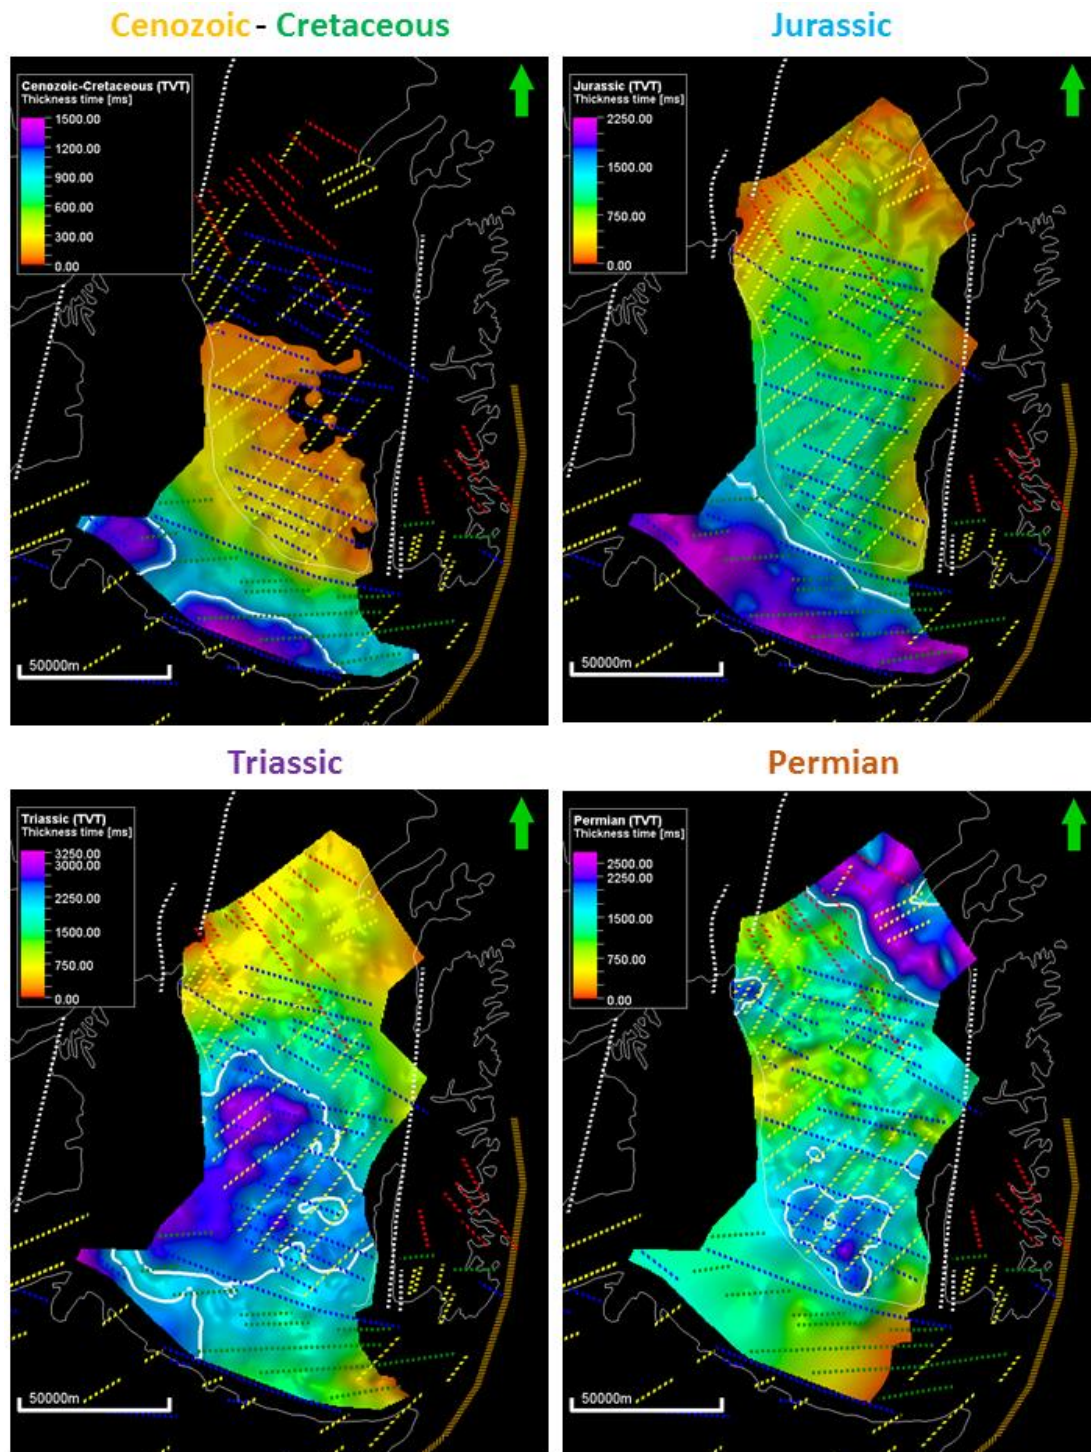 Cenozoic - Cretaceous
Cenozoic-Cretaceous (TVT)
Thickness time [ms]
1500.00
1200.00
900.00
600.00
300.00
0.00
50000m
Jurassic
Jurassic (TVT)
Thickness time [ms]
2250.00
1500.00
750.00
0.00
50000m
Triassic
Triassic (TVT)
Thickness time [ms]
3250.00
3000.00
2250.00
1500.00
750.00
0.00
50000m
Permian
Permian (TVT)
Thickness time [ms]
2500.00
2250.00
1500.00
750.00
0.00
50000m